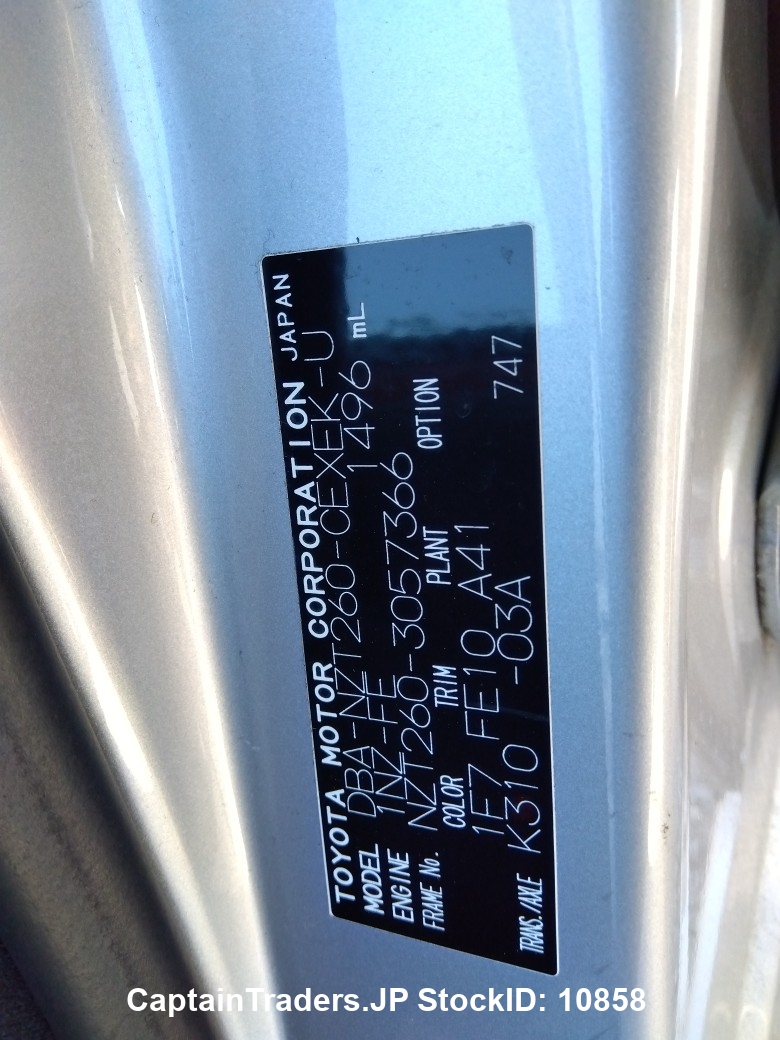 TOYOTA MOTOR CORPORATION JAPAN
MODEL DBA-NZT260-CEXEK-U
ENGINE 1NZ-FE 1496 mL
FRAME No. NZT260-3057366
COLOR TRIM PLANT OPTION
1F7 FE10 A41 747
TRANS./AXLE K310 -03A
CaptainTraders.JP StockID: 10858